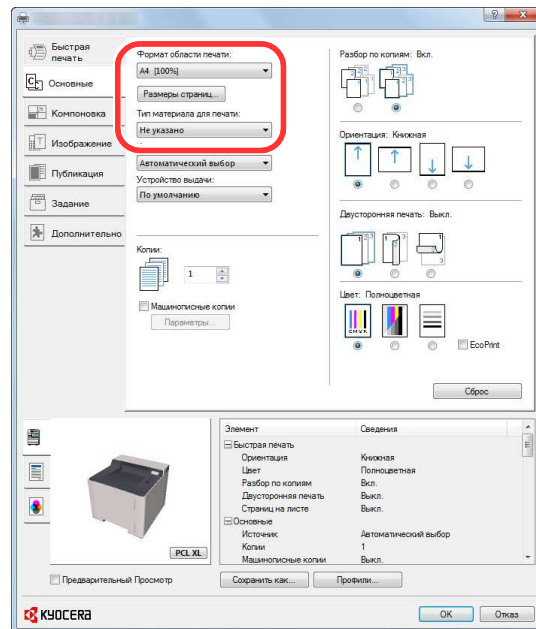 Быстрая
печать
Основные
Компоновка
Изображение
Публикация
Задание
Дополнительно
Формат области печати:
A4 [100%]
Размеры страниц...
Тип материала для
печати:
Не указано
Автоматический выбор
Устройство выдачи:
По умолчанию
Копии:
1
Машинописные копии
Параметры...
Разбор по копиям: Вкл.
Ориентация: Книжная
Двусторонняя печать: Выкл.
Цвет: Полноцветная
CMYK
EcoPrint
Сброс
PCL XL
Элемент Сведения
Быстрая печать
Ориентация Книжная
Цвет Полноцветная
Разбор по копиям Вкл.
Двусторонняя печать Выкл.
Страниц на листе Выкл.
Основные
Источник Автоматический выбор
Копии 1
Машинописные копии Выкл.
Предварительный Просмотр
Сохранить как...
Профили...
KYOCERA
OK
Отказ